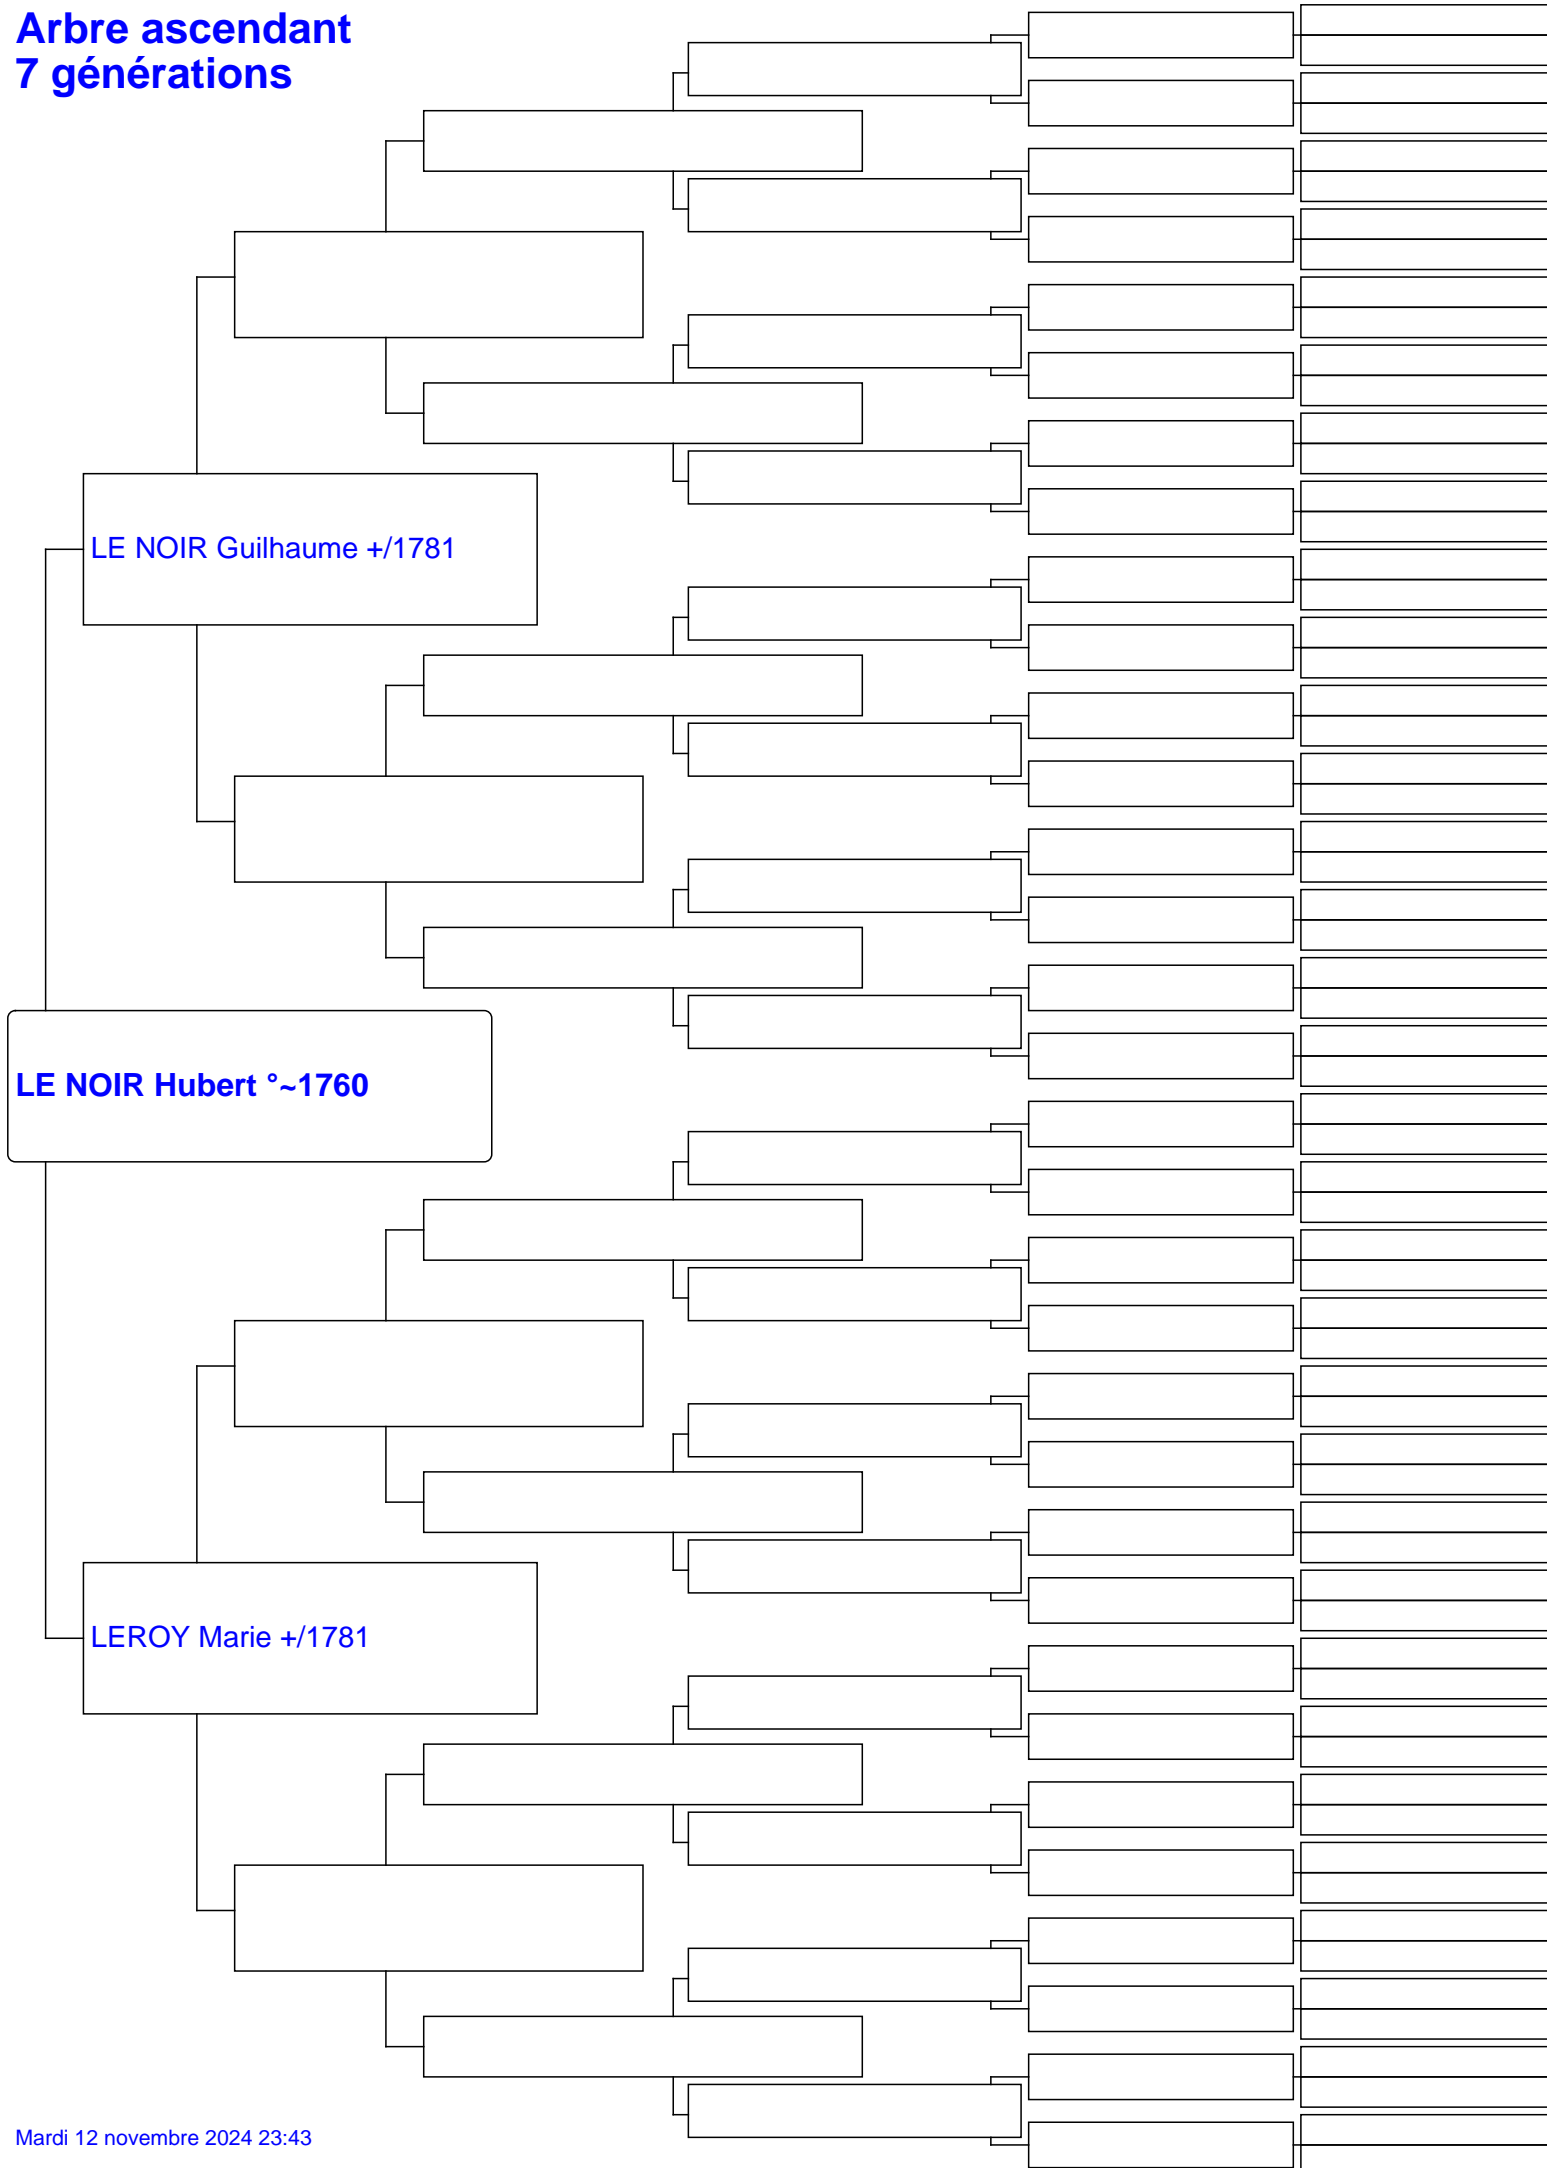 Arbre ascendant
7 générations
LE NOIR Guilhaume +/1781
LE NOIR Hubert °~1760
LEROY Marie +/1781
Mardi 12 novembre 2024 23:43